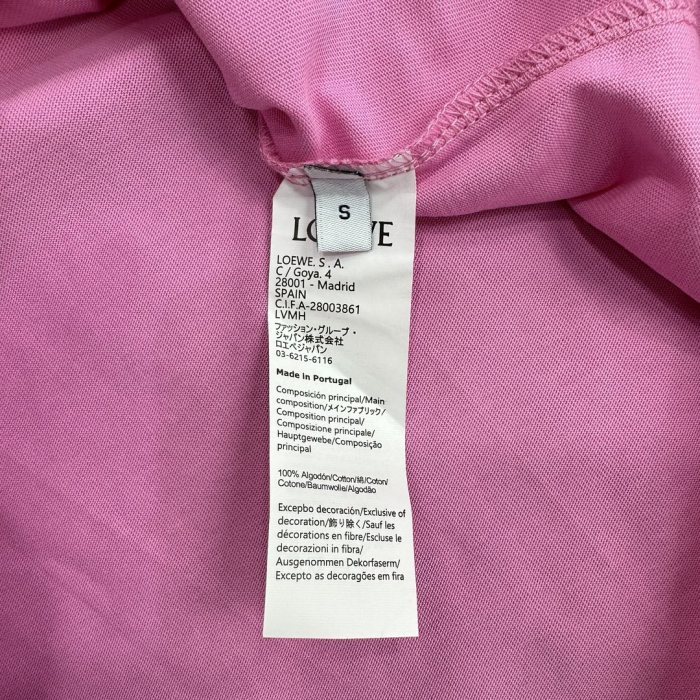 S
LOEWE
LOEWE. S . A.
C / Goya. 4
28001 - Madrid
SPAIN
C.I.F.A-28003861
LVMH
ファッション・グループ・
ジャパン株式会社
ロエベジャパン
03-6215-6116
Made in Portugal
Composición principal/Main
composition/メインファブリック/
Composition principal/
Composizione principale/
Hauptgewebe/Composição
principal
100% Algodón/Cotton/綿/Coton/
Cotone/Baumwolle/Algodão
Excepbo decoración/Exclusive of
decoration/飾り除く/Sauf les
décorations en fibre/Escluse le
decorazioni in fibra/
Ausgenommen Dekorfaserm/
Excepto as decorações em fira